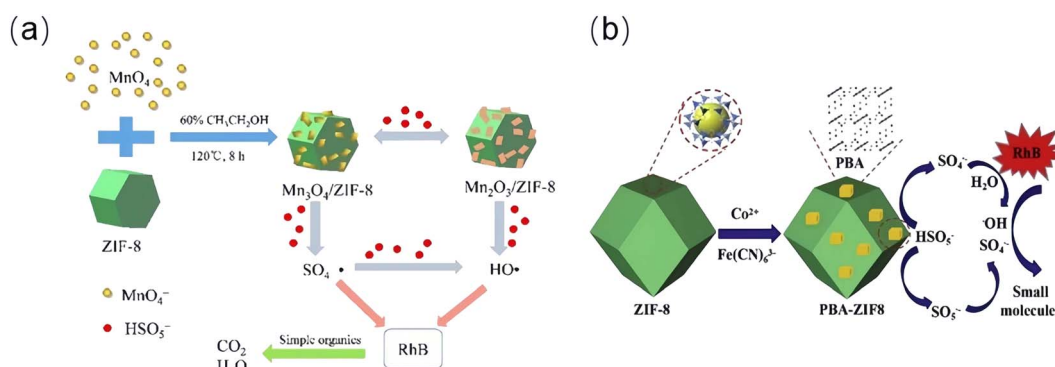 (a)
MnO4
60% CH3CH2OH
120℃, 8 h
ZIF-8
Mn3O4/ZIF-8
Mn2O3/ZIF-8
SO4 •
HO•
MnO4−
HSO5−
RhB
Simple organics
CO2
H2O
(b)
PBA
Co2+
Fe(CN)63-
ZIF-8
PBA-ZIF8
HSO5-
SO4·-
H2O
·OH
SO4·-
SO5·-
RhB
Small
molecule